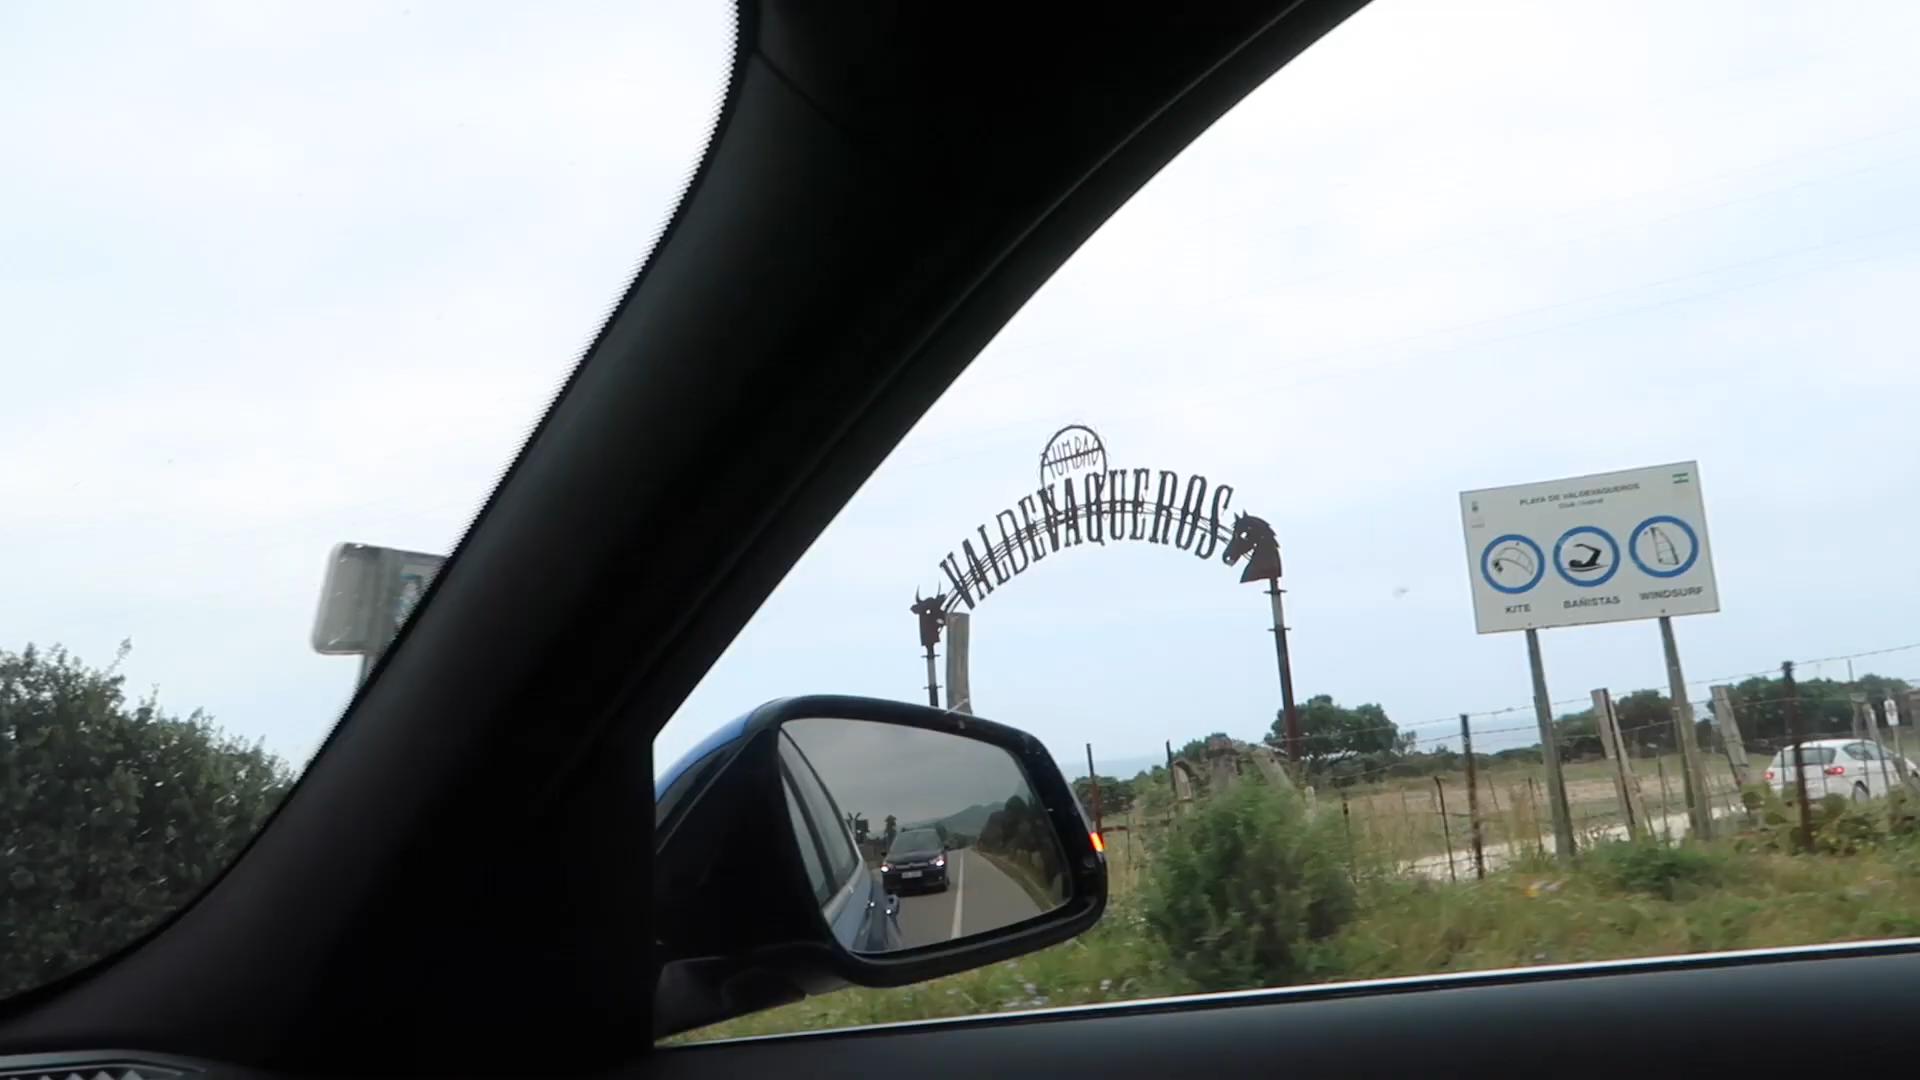 TUMBAO
VALDEVAQUEROS
PLAYA DE VALDEVAQUEROS
KITE
BAÑISTAS
WINDSURF